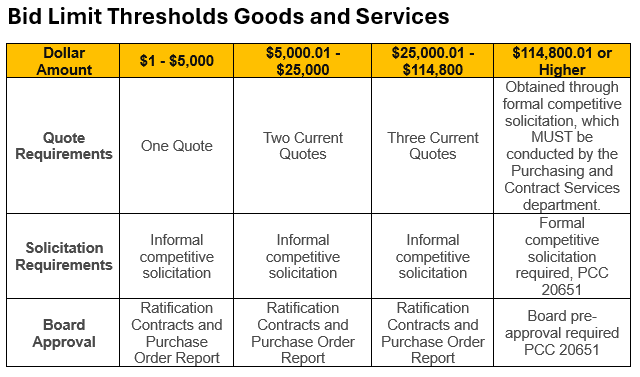 Bid Limit Thresholds Goods and Services
Dollar
Amount
$1 - $5,000
$5,000.01 -
$25,000
$25,000.01 -
$114,800
$114,800.01 or
Higher
Quote
Requirements
One Quote
Two Current
Quotes
Three Current
Quotes
Obtained through
formal competitive
solicitation, which
MUST be
conducted by the
Purchasing and
Contract Services
department.
Solicitation
Requirements
Informal
competitive
solicitation
Informal
competitive
solicitation
Informal
competitive
solicitation
Formal
competitive
solicitation
required, PCC
20651
Board
Approval
Ratification
Contracts and
Purchase
Order Report
Ratification
Contracts and
Purchase Order
Report
Ratification
Contracts and
Purchase Order
Report
Board pre-
approval required
PCC 20651